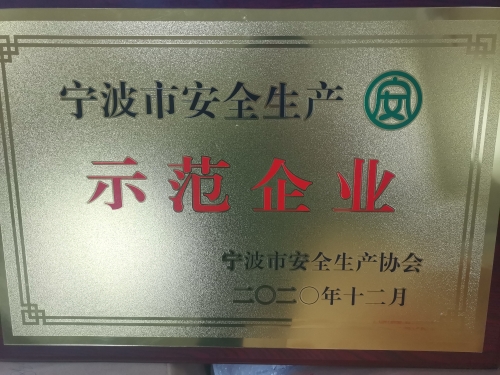 宁波市安全生产 安
示范企业
宁波市安全生产协会
二〇二〇年十二月